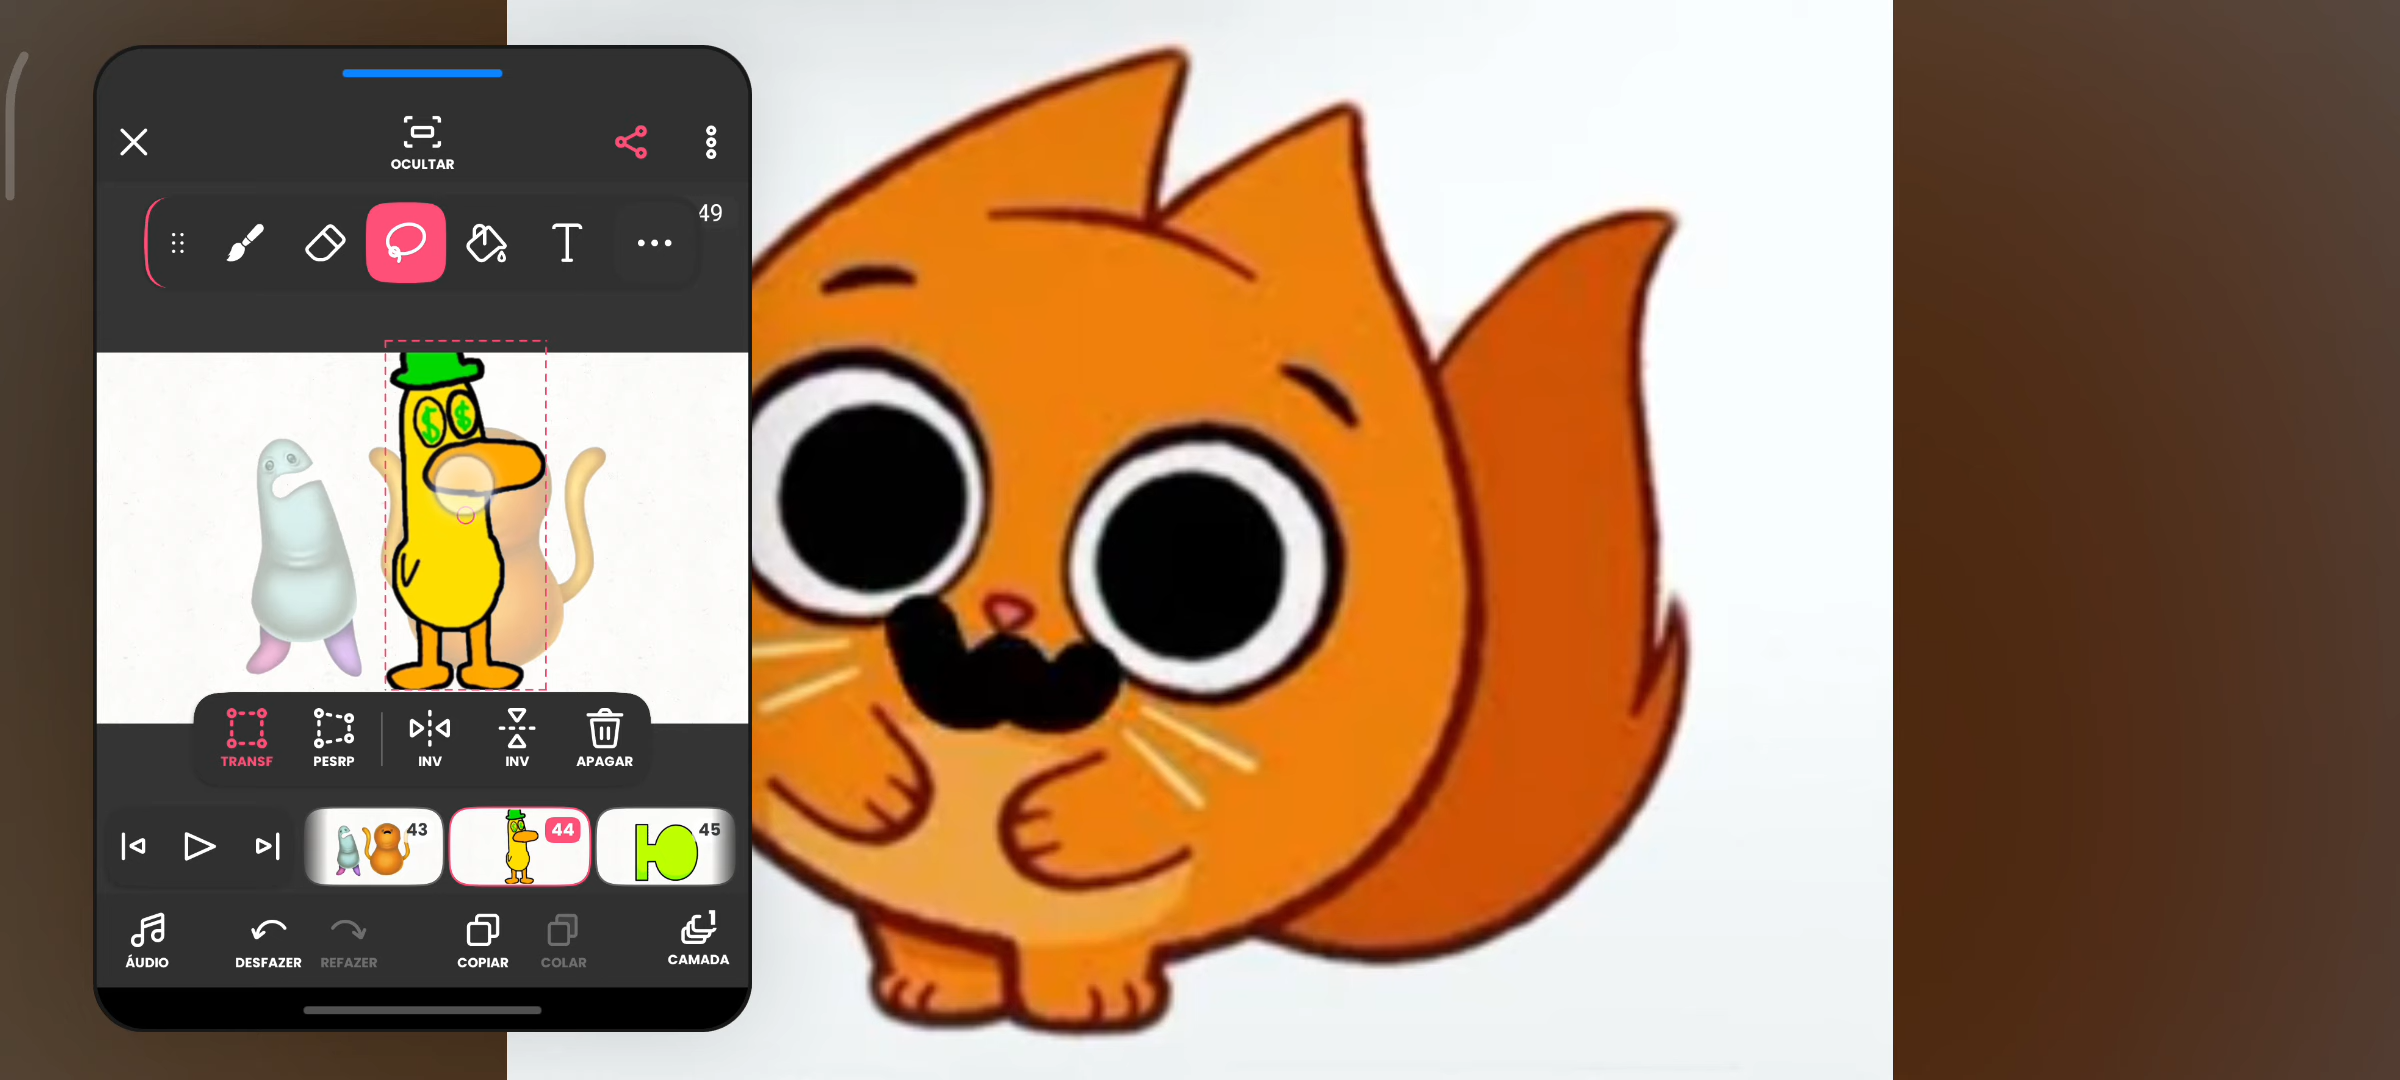 OCULTAR
49
$ $
TRANSF PESRP INV INV APAGAR
43 44 45
ÁUDIO DESFAZER REFAZER COPIAR COLAR CAMADA